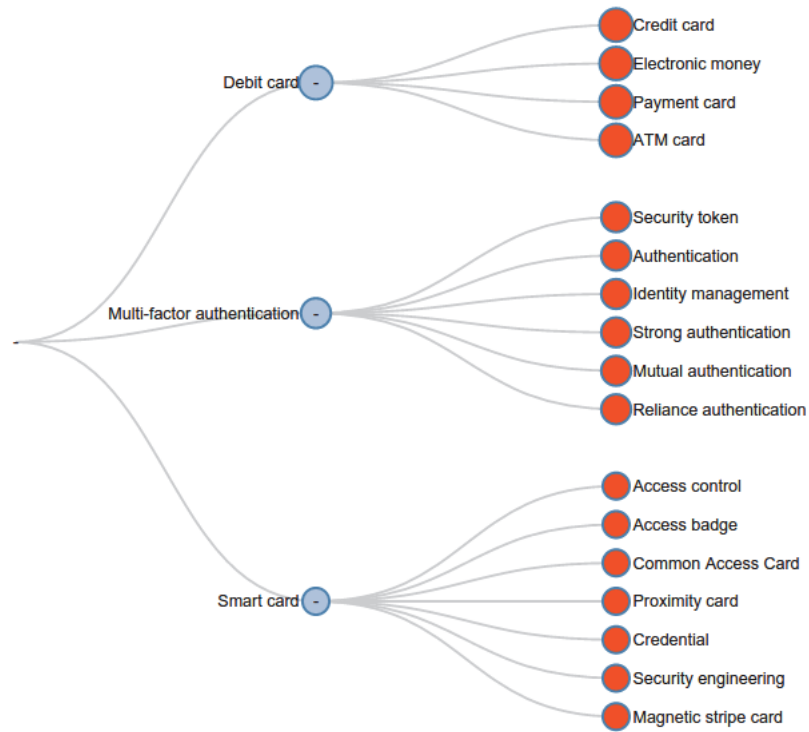 Debit card -
Credit card
Electronic money
Payment card
ATM card
Multi-factor authentication -
Security token
Authentication
Identity management
Strong authentication
Mutual authentication
Reliance authentication
Smart card -
Access control
Access badge
Common Access Card
Proximity card
Credential
Security engineering
Magnetic stripe card